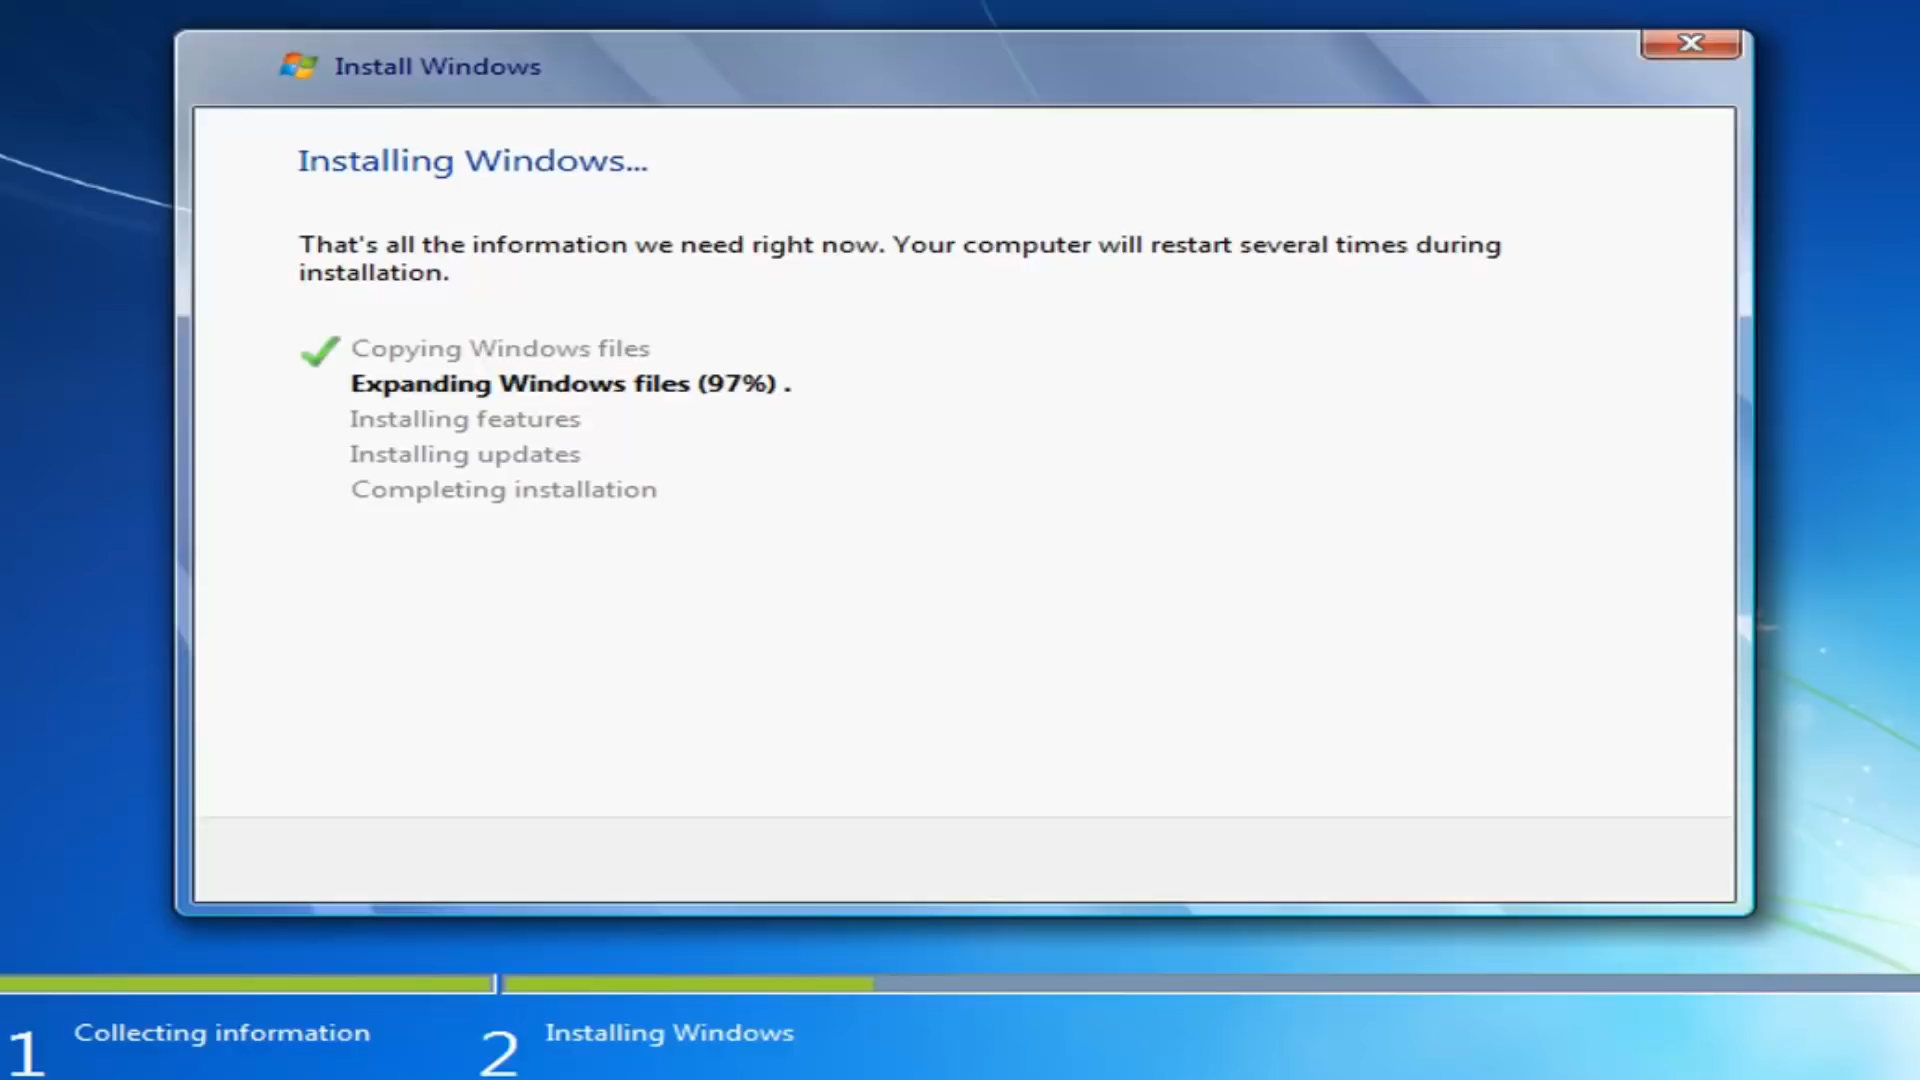 Install Windows
Installing Windows...
That's all the information we need right now. Your computer will restart several times during
installation.
Copying Windows files
Expanding Windows files (97%) .
Installing features
Installing updates
Completing installation
1 Collecting information
2 Installing Windows